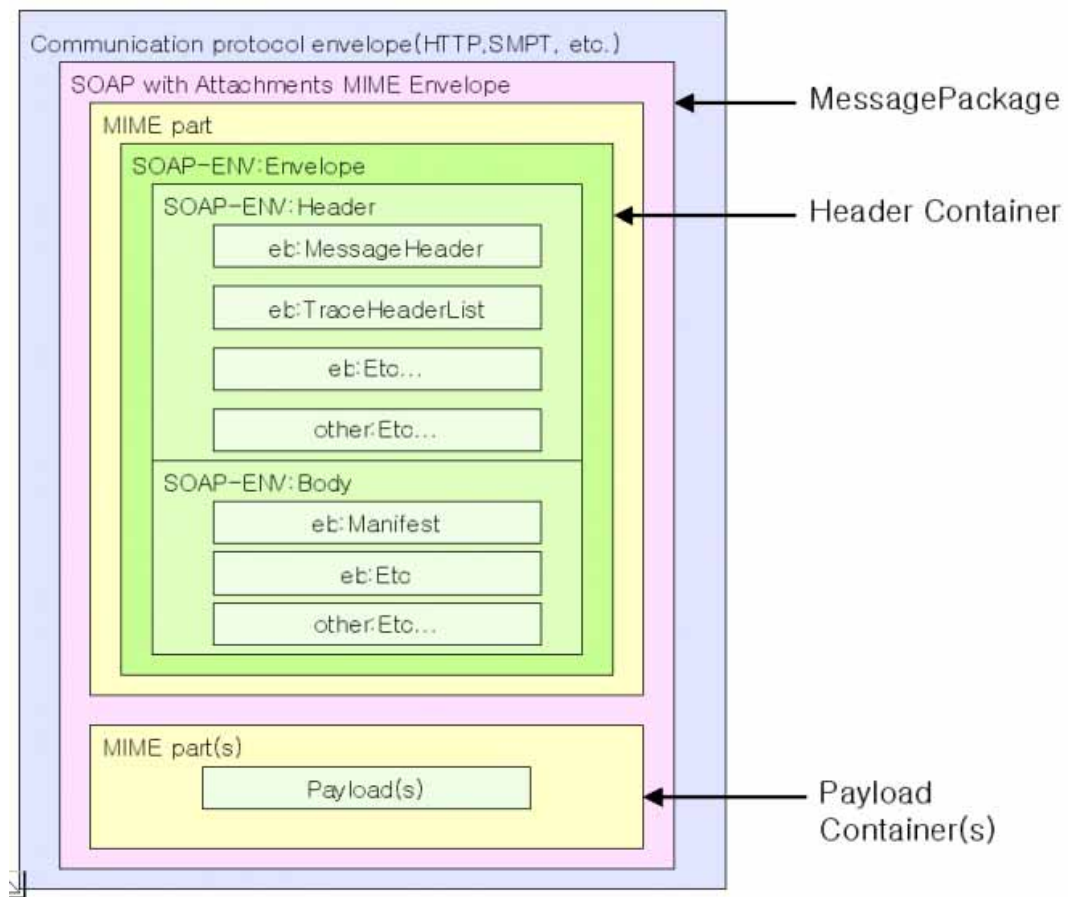 Communication protocol envelope(HTTP,SMPT, etc.)
SOAP with Attachments MIME Envelope
MessagePackage
MIME part
SOAP-ENV:Envelope
SOAP-ENV:Header
Header Container
eb:MessageHeader
eb:TraceHeaderList
eb:Etc...
other:Etc...
SOAP-ENV:Body
eb:Manifest
eb:Etc
other:Etc...
MIME part(s)
Payload(s)
Payload
Container(s)